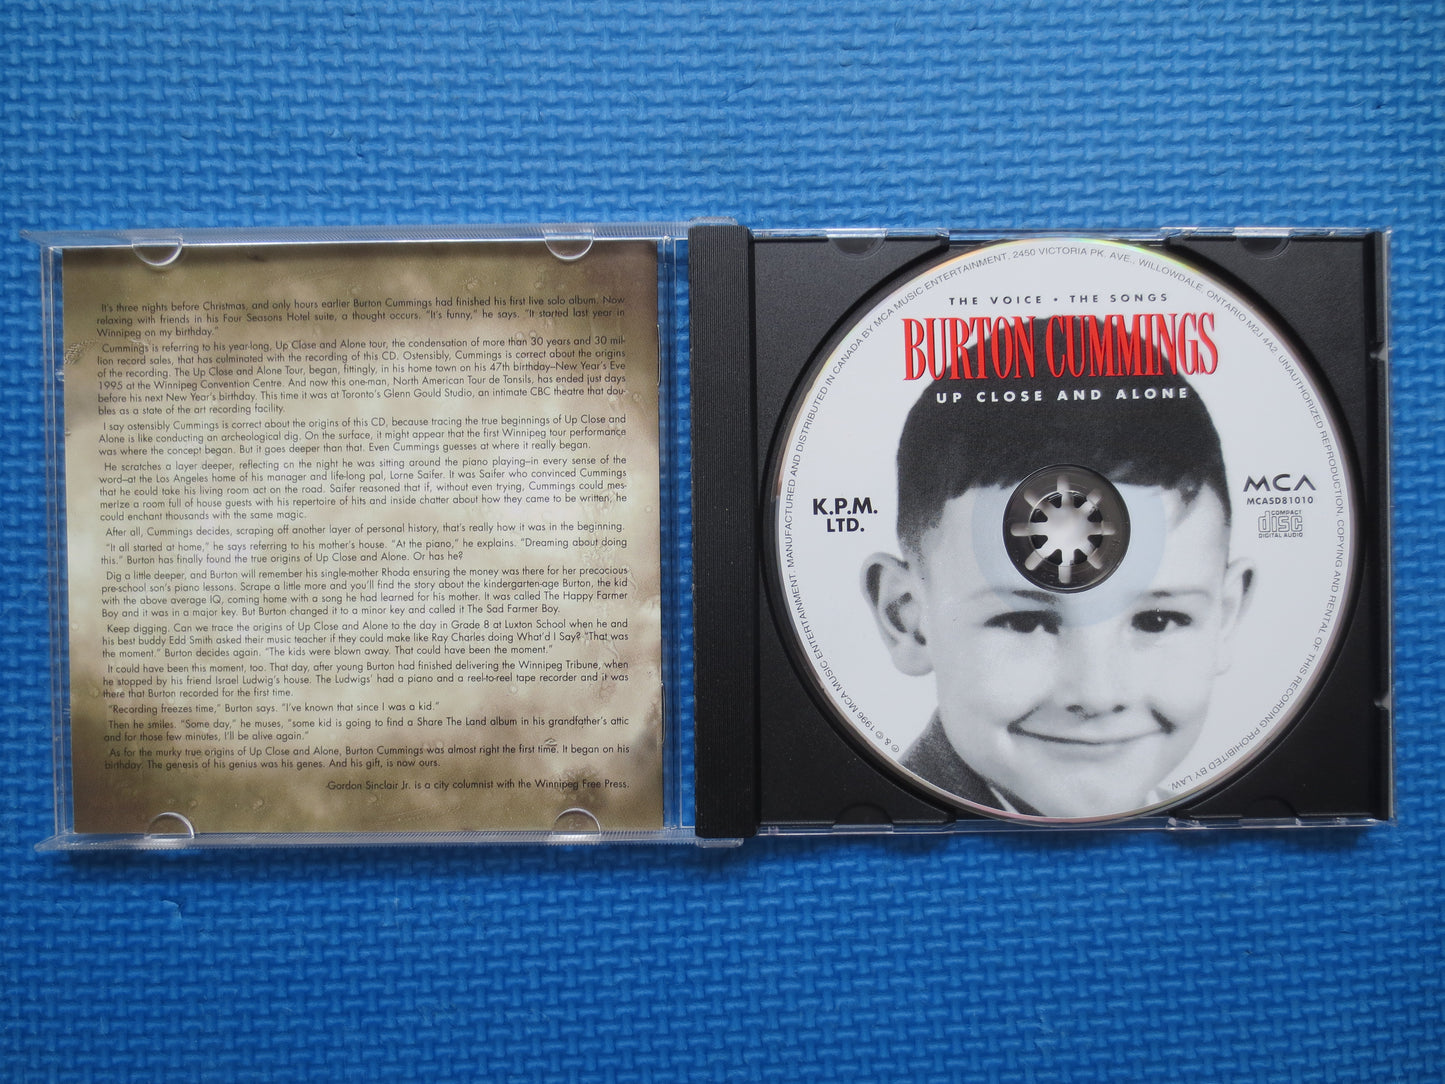 It's three nights before Christmas, and only hours earlier Burton Cummings had finished his first live solo album. Now
relaxing with friends in his Four Seasons Hotel suite, a thought occurs. "It's funny," he says. "It started last year in
Winnipeg on my birthday."
Cummings is referring to his year-long, Up Close and Alone tour, the condensation of more than 30 years and 30 mil-
lion record sales, that has culminated with the recording of this CD. Ostensibly, Cummings is correct about the origins
of the recording. The Up Close and Alone Tour, began, fittingly, in his home town on his 47th birthday–New Year's Eve
1995 at the Winnipeg Convention Centre. And now this one-man, North American Tour de Tonsils, has ended just days
before his next New Year's birthday. This time it was at Toronto's Glenn Gould Studio, an intimate CBC theatre that dou-
bles as a state of the art recording facility.
I say ostensibly Cummings is correct about the origins of this CD, because tracing the true beginnings of Up Close and
Alone is like conducting an archeological dig. On the surface, it might appear that the first Winnipeg tour performance
was where the concept began. But it goes deeper than that. Even Cummings guesses at where it really began.
He scratches a layer deeper, reflecting on the night he was sitting around the piano playing–in every sense of the
word–at the Los Angeles home of his manager and life-long pal, Lorne Saifer. It was Saifer who convinced Cummings
that he could take his living room act on the road. Saifer reasoned that if, without even trying, Cummings could mes-
merize a room full of house guests with his repertoire of hits and inside chatter about how they came to be written, he
could enchant thousands with the same magic.
After all, Cummings decides, scraping off another layer of personal history, that's really how it was in the beginning.
"It all started at home," he says referring to his mother's house. "At the piano," he explains. "Dreaming about doing
this." Burton has finally found the true origins of Up Close and Alone. Or has he?
Dig a little deeper, and Burton will remember his single-mother Rhoda ensuring the money was there for her precocious
pre-school son's piano lessons. Scrape a little more and you'll find the story about the kindergarten-age Burton, the kid
with the above average IQ, coming home with a song he had learned for his mother. It was called The Happy Farmer
Boy and it was in a major key. But Burton changed it to a minor key and called it The Sad Farmer Boy.
Keep digging. Can we trace the origins of Up Close and Alone to the day in Grade 8 at Luxton School when he and
his best buddy Edd Smith asked their music teacher if they could make like Ray Charles doing What'd I Say? "That was
the moment." Burton decides again. "The kids were blown away. That could have been the moment."
It could have been this moment, too. That day, after young Burton had finished delivering the Winnipeg Tribune, when
he stopped by his friend Israel Ludwig's house. The Ludwigs' had a piano and a reel-to-reel tape recorder and it was
there that Burton recorded for the first time.
"Recording freezes time," Burton says. "I've known that since I was a kid."
Then he smiles. "Some day," he muses, "some kid is going to find a Share The Land album in his grandfather's attic
and for those few minutes, I'll be alive again."
As for the murky true origins of Up Close and Alone, Burton Cummings was almost right the first time. It began on his
birthday. The genesis of his genius was his genes. And his gift, is now ours.
-Gordon Sinclair Jr. is a city columnist with the Winnipeg Free Press.
THE VOICE • THE SONGS
BURTON CUMMINGS
UP CLOSE AND ALONE
K.P.M.
LTD.
MCA
MCASD81010
COMPACT
disc
DIGITAL AUDIO
℗ & © 1996 MCA MUSIC ENTERTAINMENT. MANUFACTURED AND DISTRIBUTED IN CANADA BY MCA MUSIC ENTERTAINMENT, 2450 VICTORIA PK. AVE., WILLOWDALE, ONTARIO M2J 4A2. UNAUTHORIZED REPRODUCTION, COPYING AND RENTAL OF THIS RECORDING PROHIBITED BY LAW.